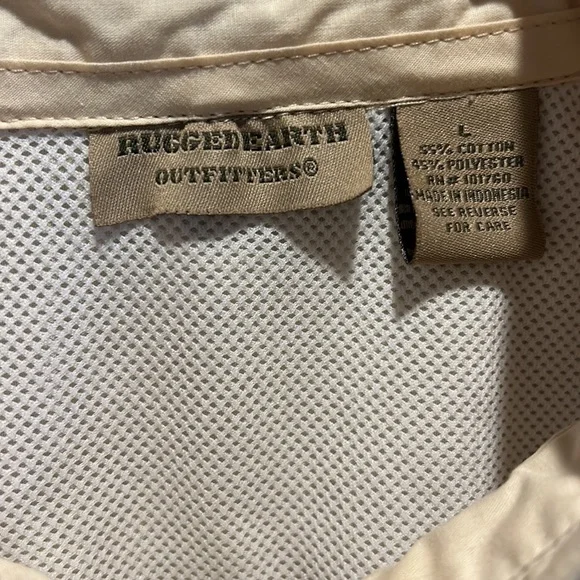 RUGGEDEARTH
OUTFITTERS®
L
55% COTTON
45% POLYESTER
RN# 101760
MADE IN INDONESIA
SEE REVERSE
FOR CARE